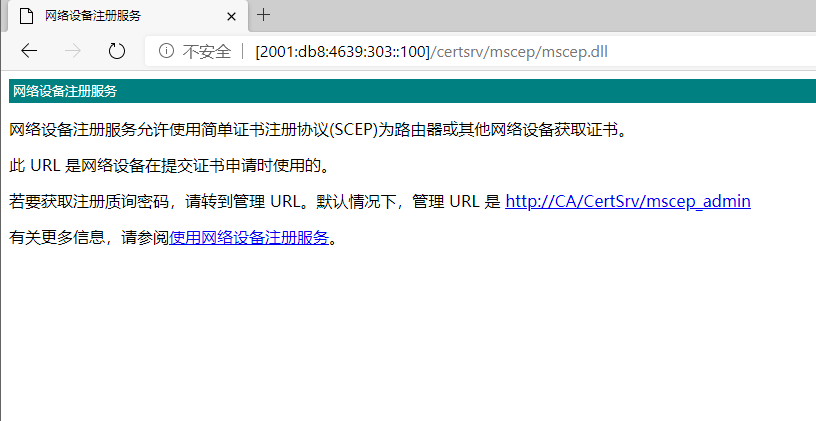 网络设备注册服务
不安全 | [2001:db8:4639:303::100]/certsrv/mscep/mscep.dll
网络设备注册服务
网络设备注册服务允许使用简单证书注册协议(SCEP)为路由器或其他网络设备获取证书。
此 URL 是网络设备在提交证书申请时使用的。
若要获取注册质询密码，请转到管理 URL。默认情况下，管理 URL 是 http://CA/CertSrv/mscep_admin
有关更多信息，请参阅使用网络设备注册服务。